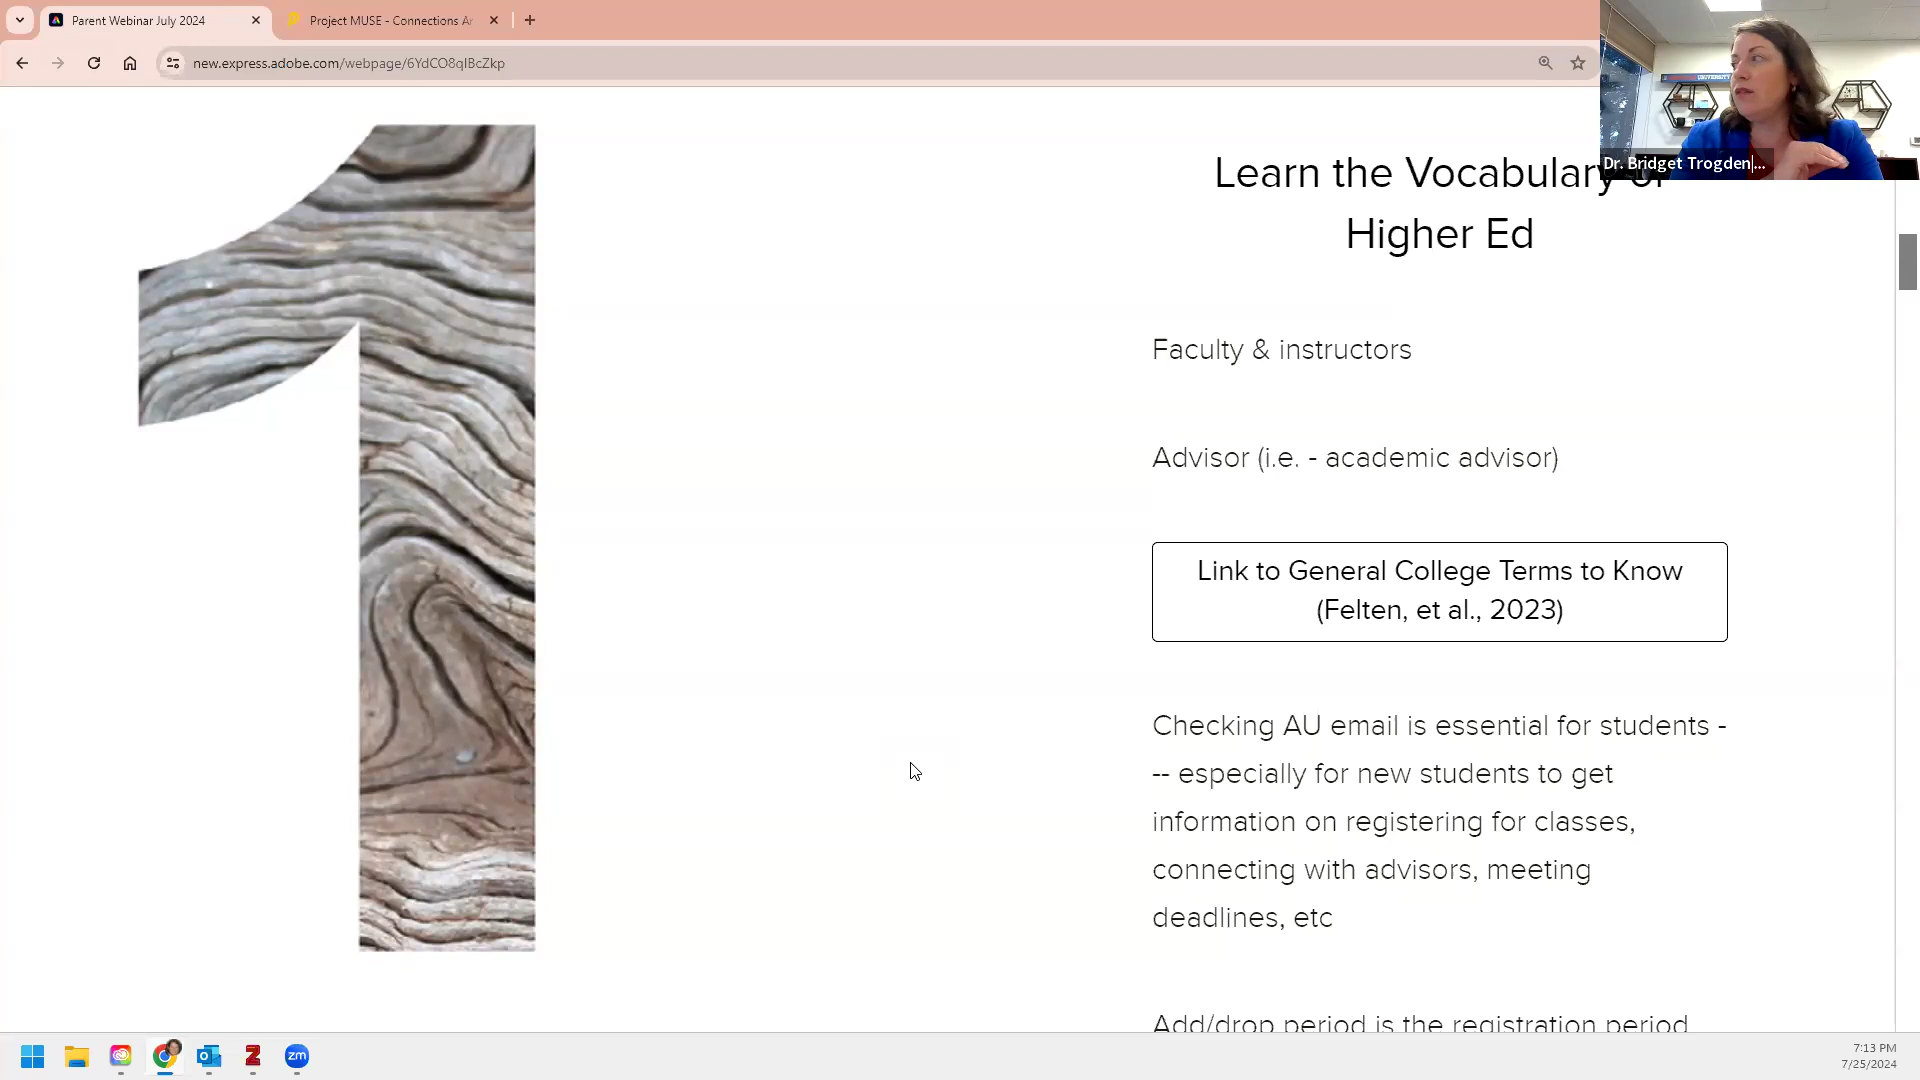 Parent Webinar July 2024
Project MUSE - Connections Ar
new.express.adobe.com/webpage/6YdCO8qIBcZkp
UNIVERSITY
Dr. Bridget Trogden|...
Learn the Vocabulary of
Higher Ed
Faculty & instructors
Advisor (i.e. - academic advisor)
Link to General College Terms to Know
(Felten, et al., 2023)
Checking AU email is essential for students -
-- especially for new students to get
information on registering for classes,
connecting with advisors, meeting
deadlines, etc
Add/drop period is the registration period
zm
7:13 PM
7/25/2024